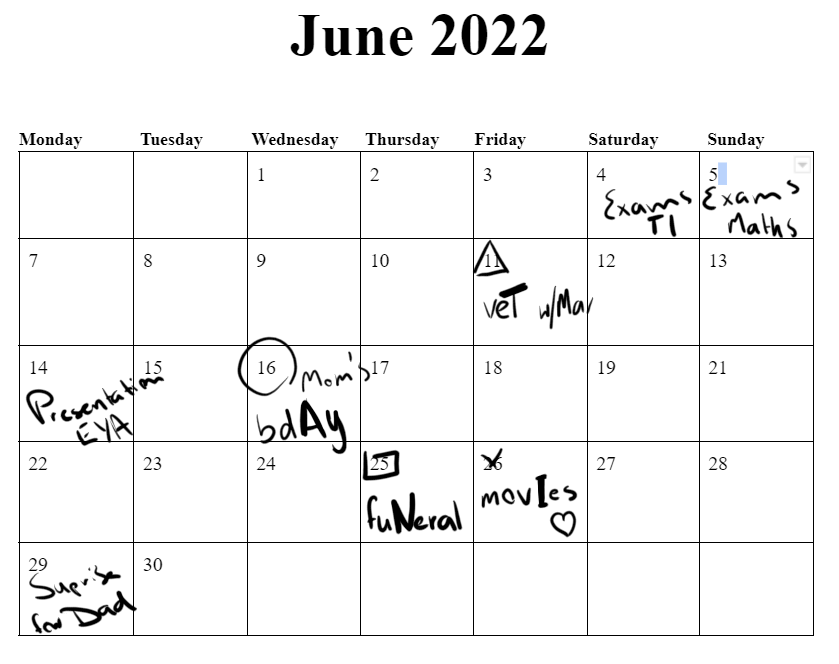 June 2022
Monday Tuesday Wednesday Thursday Friday Saturday Sunday
1 2 3 4 5
Exams Exams
TI Maths
7 8 9 10 11 12 13
vet w/Mar
14 15 16 17 18 19 21
Mom's
Presentation bdAy
EYA
22 23 24 25 26 27 28
fuNeral movIes
29 30
Suprise
for Dad